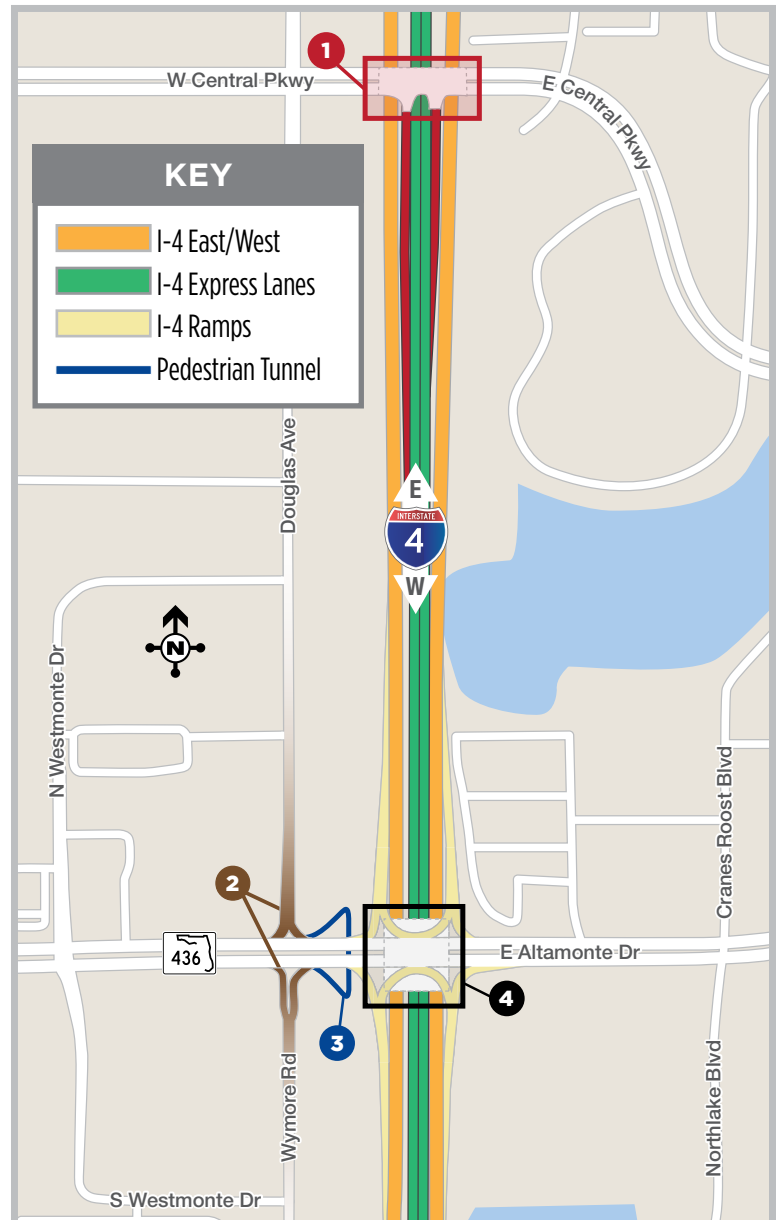 1
W Central Pkwy
E Central Pkwy
KEY
I-4 East/West
I-4 Express Lanes
I-4 Ramps
Pedestrian Tunnel
Douglas Ave
E
INTERSTATE
4
W
N
N Westmonte Dr
Cranes Roost Blvd
2
436
E Altamonte Dr
4
3
Wymore Rd
Northlake Blvd
S Westmonte Dr